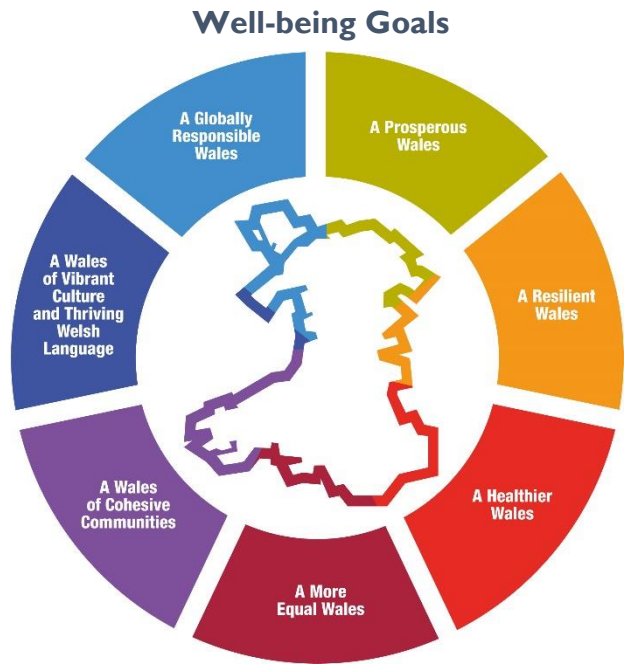 Well-being Goals
A Globally
Responsible
Wales
A Prosperous
Wales
A Resilient
Wales
A Healthier
Wales
A More
Equal Wales
A Wales
of Cohesive
Communities
A Wales
of Vibrant
Culture
and Thriving
Welsh
Language